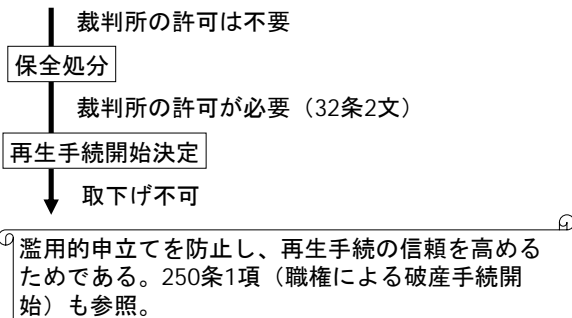 裁判所の許可は不要
保全処分
裁判所の許可が必要（32条2文）
再生手続開始決定
取下げ不可
濫用的申立てを防止し、再生手続の信頼を高める
ためである。250条1項（職権による破産手続開
始）も参照。